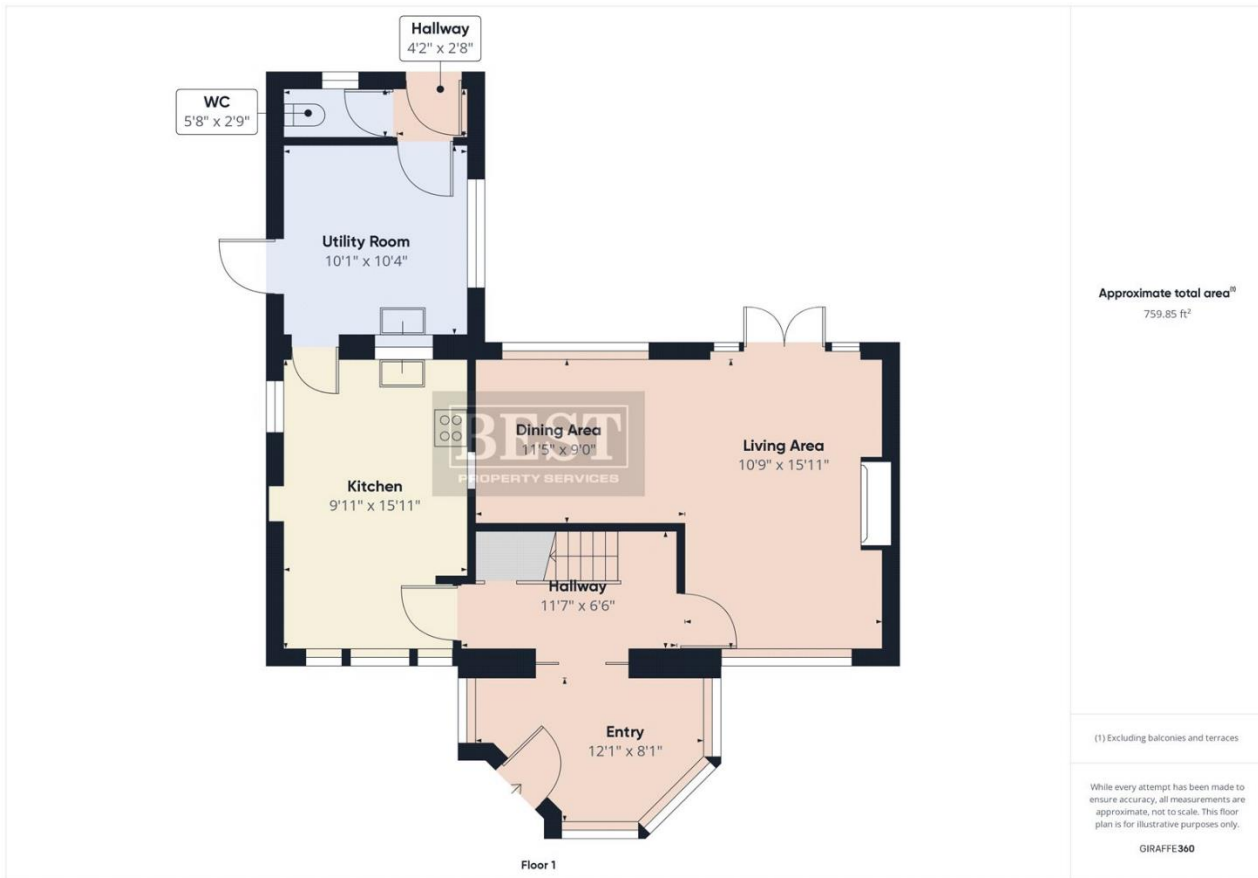 Hallway
4'2" x 2'8"
WC
5'8" x 2'9"
Utility Room
10'1" x 10'4"
Approximate total area(1)
759.85 ft²
Dining Area
11'5" x 9'0"
BEST
PROPERTY SERVICES
Living Area
10'9" x 15'11"
Kitchen
9'11" x 15'11"
Hallway
11'7" x 6'6"
Entry
12'1" x 8'1"
(1) Excluding balconies and terraces
While every attempt has been made to
ensure accuracy, all measurements are
approximate, not to scale. This floor
plan is for illustrative purposes only.
GIRAFFE360
Floor 1